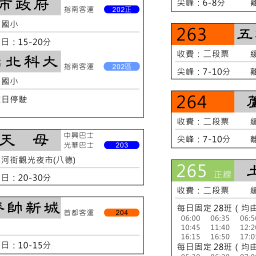 市政府 指南客運 202正
國小
日：15-20分
北科大 指南客運 202區
國小
日停駛
天 母 中興巴士 光華巴士 203
河街觀光夜市(八德)
日：20-30分
帥新城 首都客運 204
日：10-15分
尖峰：6-8分
263 五
收費：二段票
尖峰：7-10分
264
收費：二段票
尖峰：7-10分
265 正線
收費：二段票
每日固定 28班（均由
06:00 06:35 06:50
10:45 11:40 12:20
16:15 16:50 17:0
每日固定 28班（均由